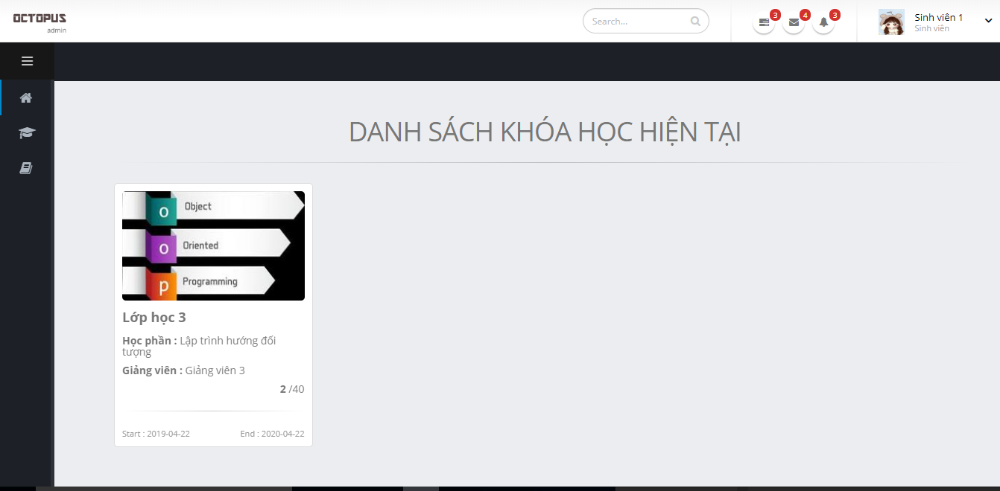 OCTOPUS
admin
Search...
3
4
3
Sinh viên 1
Sinh viên
DANH SÁCH KHÓA HỌC HIỆN TẠI
o Object
o Oriented
p Programming
Lớp học 3
Học phần : Lập trình hướng đối
tượng
Giảng viên : Giảng viên 3
2 /40
Start : 2019-04-22 End : 2020-04-22